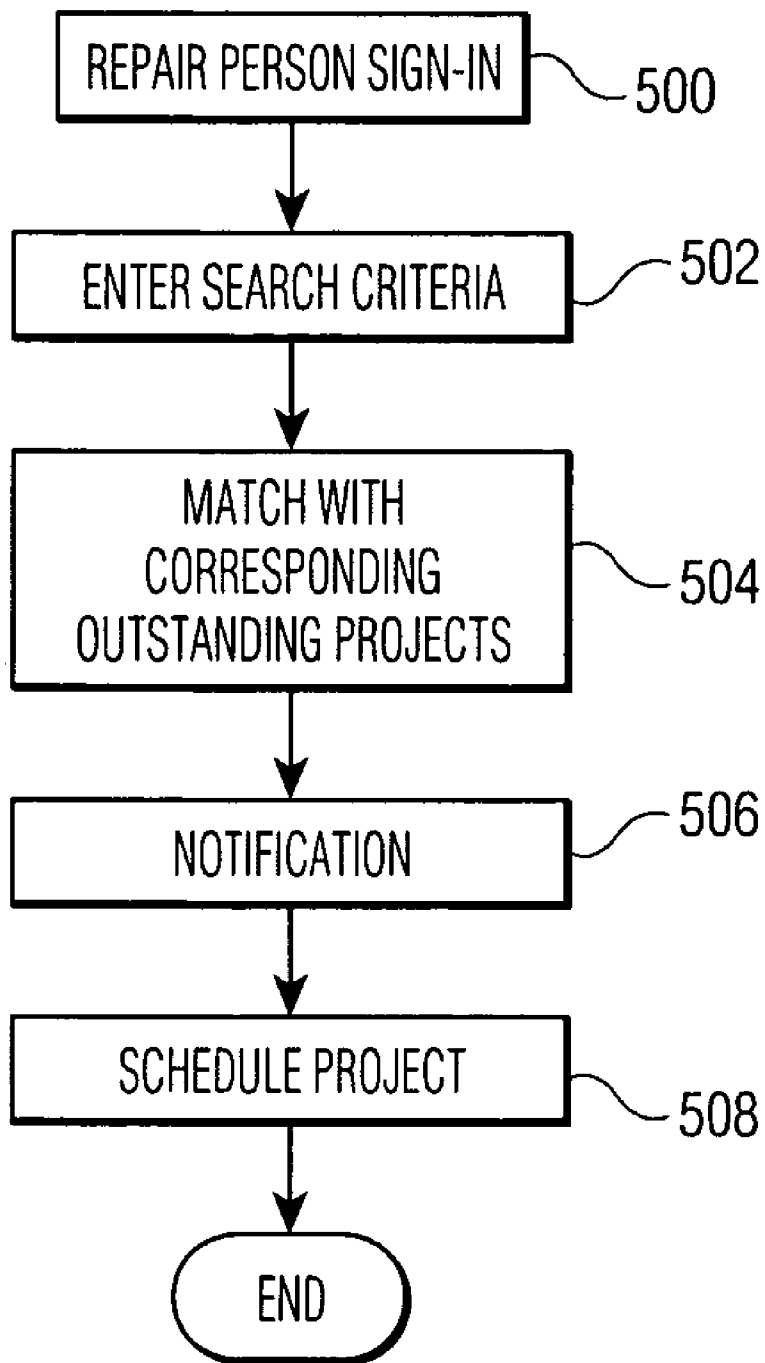 REPAIR PERSON SIGN-IN
500
ENTER SEARCH CRITERIA
502
MATCH WITH
CORRESPONDING
OUTSTANDING PROJECTS
504
NOTIFICATION
506
SCHEDULE PROJECT
508
END